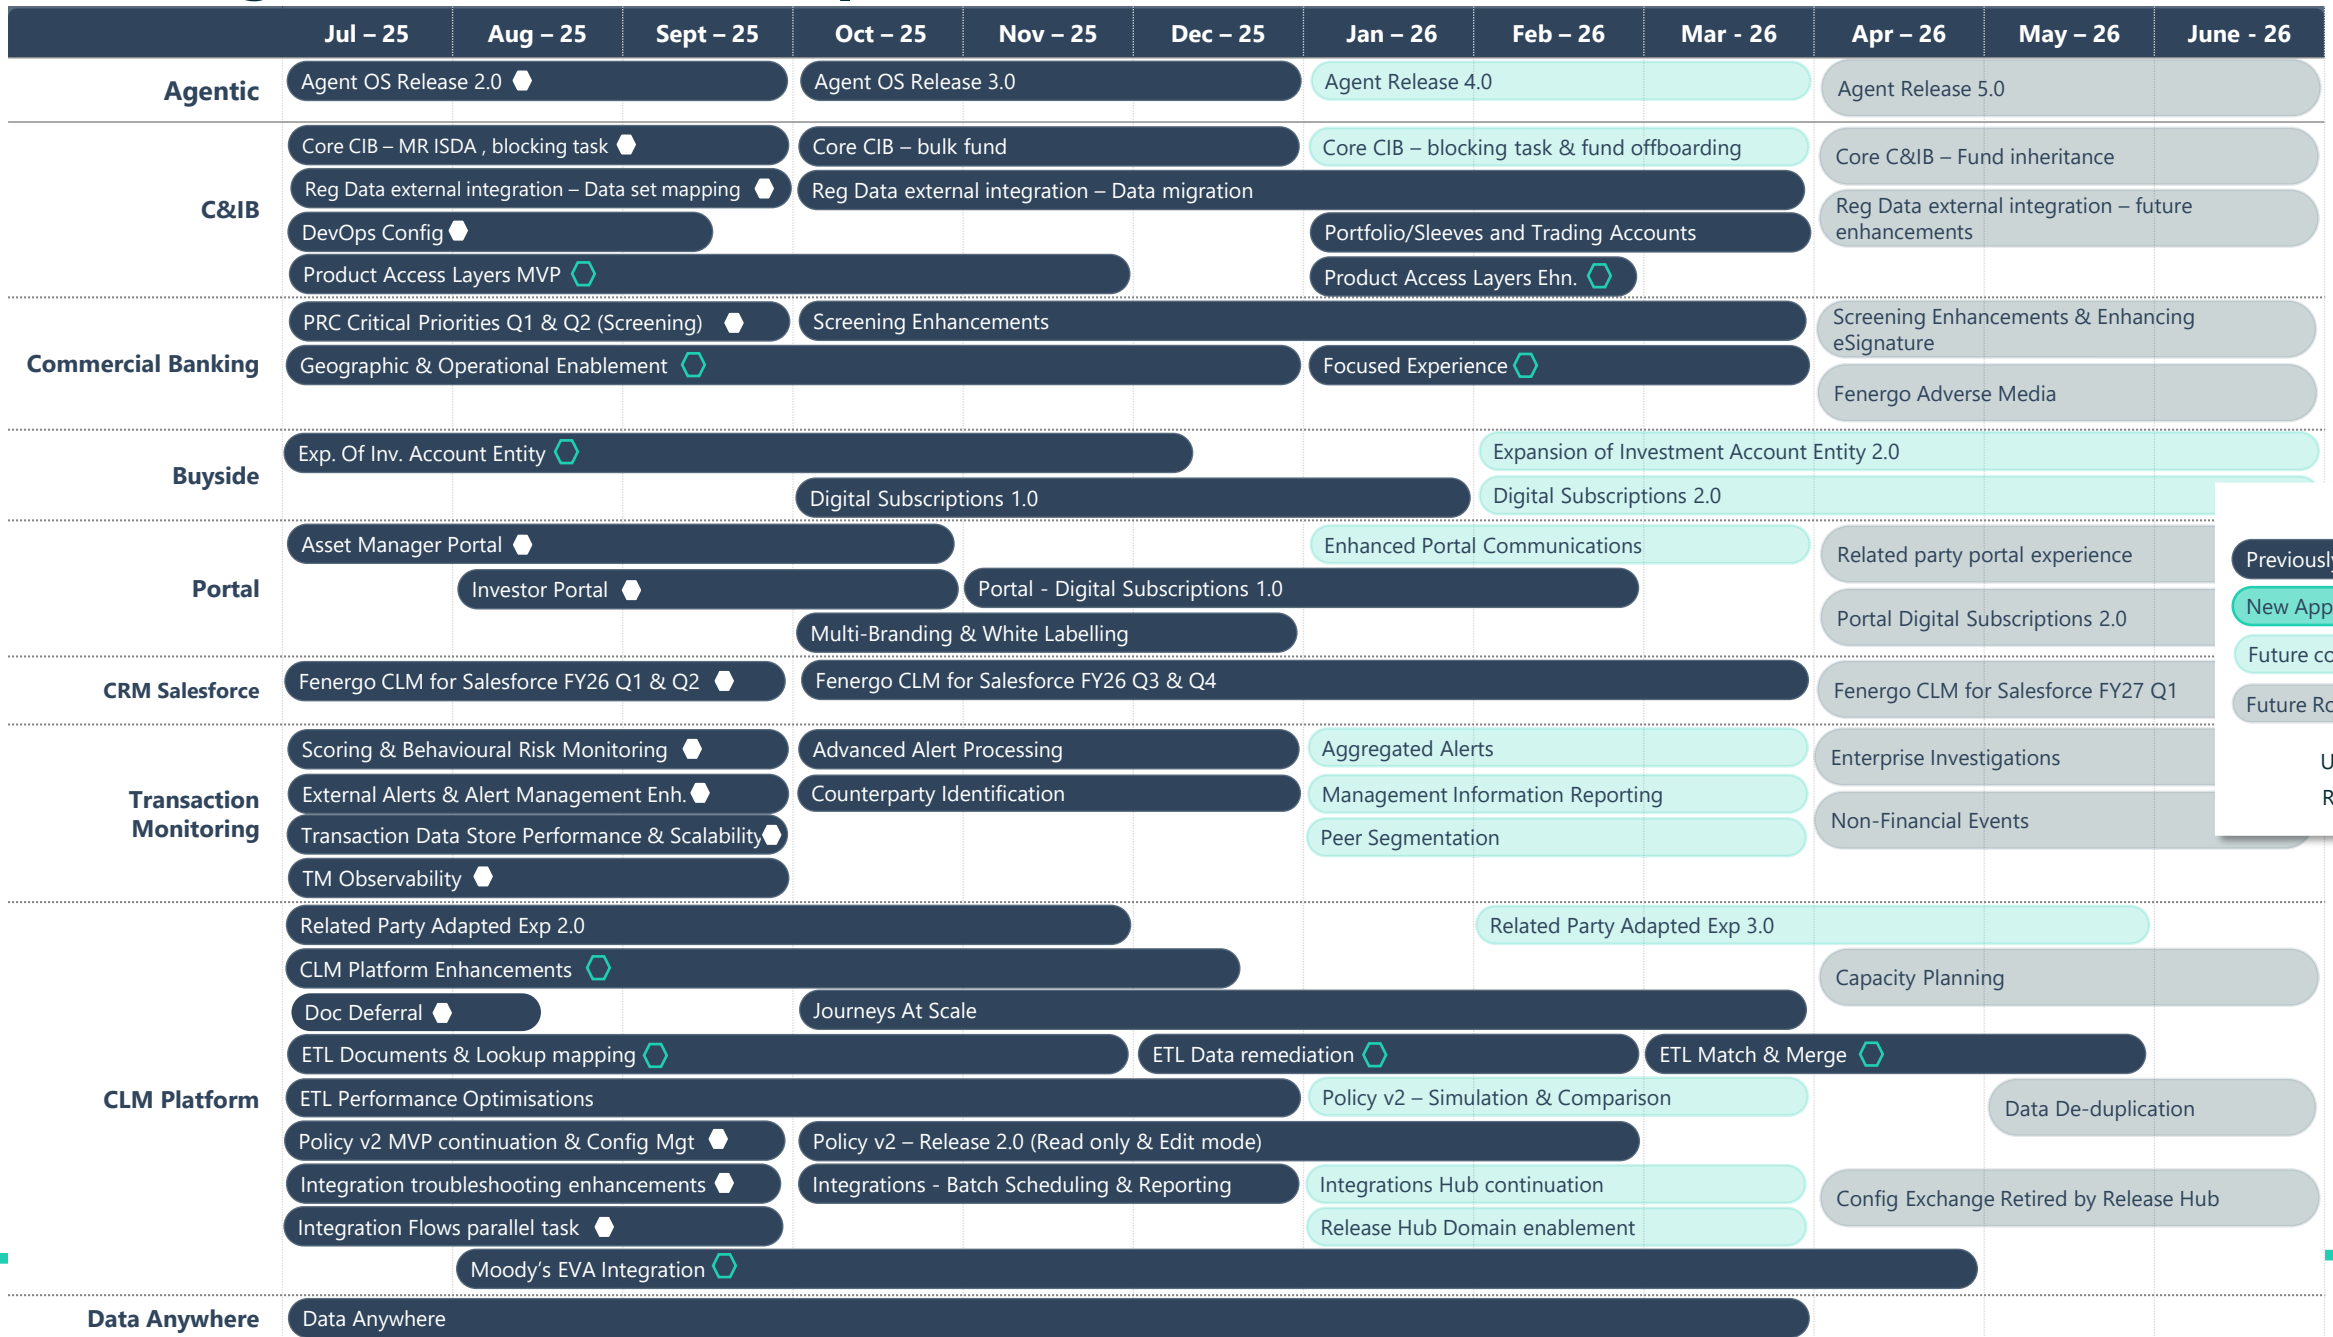 Jul – 25 Aug – 25 Sept – 25 Oct – 25 Nov – 25 Dec – 25 Jan – 26 Feb – 26 Mar - 26 Apr – 26 May – 26 June - 26
Agentic
Agent OS Release 2.0
Agent OS Release 3.0
Agent Release 4.0
Agent Release 5.0
C&IB
Core CIB – MR ISDA , blocking task
Core CIB – bulk fund
Core CIB – blocking task & fund offboarding
Core C&IB – Fund inheritance
Reg Data external integration – Data set mapping
Reg Data external integration – Data migration
Reg Data external integration – future
enhancements
DevOps Config
Portfolio/Sleeves and Trading Accounts
Product Access Layers MVP
Product Access Layers Ehn.
Commercial Banking
PRC Critical Priorities Q1 & Q2 (Screening)
Screening Enhancements
Screening Enhancements & Enhancing
eSignature
Geographic & Operational Enablement
Focused Experience
Fenergo Adverse Media
Buyside
Exp. Of Inv. Account Entity
Expansion of Investment Account Entity 2.0
Digital Subscriptions 1.0
Digital Subscriptions 2.0
Portal
Asset Manager Portal
Enhanced Portal Communications
Related party portal experience
Investor Portal
Portal - Digital Subscriptions 1.0
Portal Digital Subscriptions 2.0
Multi-Branding & White Labelling
CRM Salesforce
Fenergo CLM for Salesforce FY26 Q1 & Q2
Fenergo CLM for Salesforce FY26 Q3 & Q4
Fenergo CLM for Salesforce FY27 Q1
Previously
New App
Future co
Future Ro
U
R
Transaction
Monitoring
Scoring & Behavioural Risk Monitoring
Advanced Alert Processing
Aggregated Alerts
Enterprise Investigations
External Alerts & Alert Management Enh.
Counterparty Identification
Management Information Reporting
Non-Financial Events
Transaction Data Store Performance & Scalability
Peer Segmentation
TM Observability
CLM Platform
Related Party Adapted Exp 2.0
Related Party Adapted Exp 3.0
CLM Platform Enhancements
Capacity Planning
Doc Deferral
Journeys At Scale
ETL Documents & Lookup mapping
ETL Data remediation
ETL Match & Merge
ETL Performance Optimisations
Policy v2 – Simulation & Comparison
Data De-duplication
Policy v2 MVP continuation & Config Mgt
Policy v2 – Release 2.0 (Read only & Edit mode)
Integration troubleshooting enhancements
Integrations - Batch Scheduling & Reporting
Integrations Hub continuation
Config Exchange Retired by Release Hub
Integration Flows parallel task
Release Hub Domain enablement
Moody’s EVA Integration
Data Anywhere
Data Anywhere